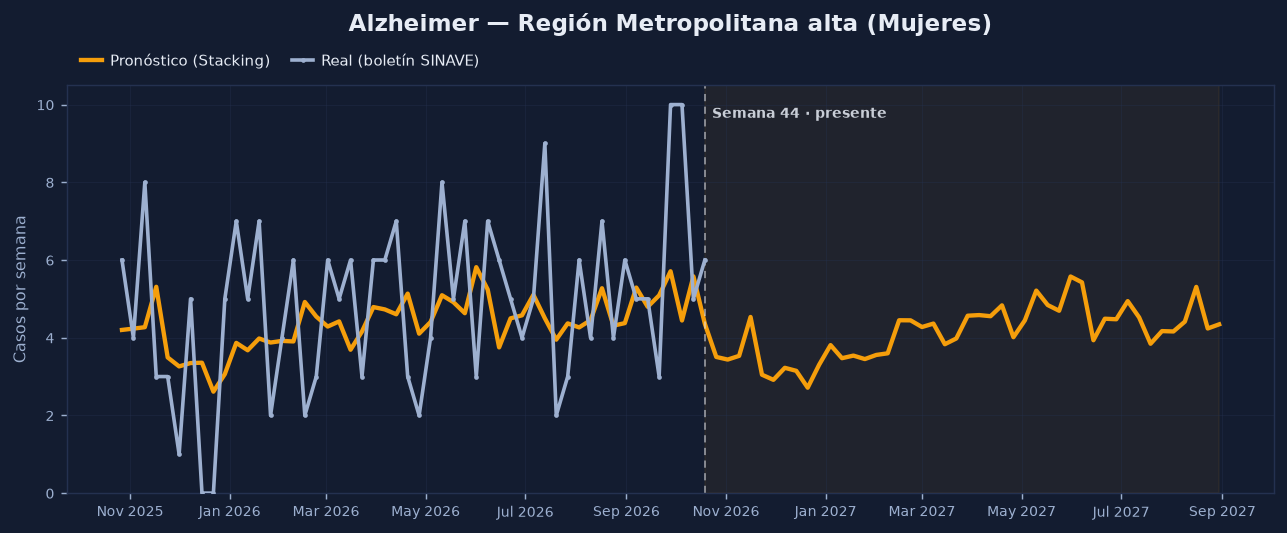 Alzheimer — Región Metropolitana alta (Mujeres)
Pronóstico (Stacking) Real (boletín SINAVE)
Semana 44 · presente
Casos por semana
10
8
6
4
2
0
Nov 2025 Jan 2026 Mar 2026 May 2026 Jul 2026 Sep 2026 Nov 2026 Jan 2027 Mar 2027 May 2027 Jul 2027 Sep 2027